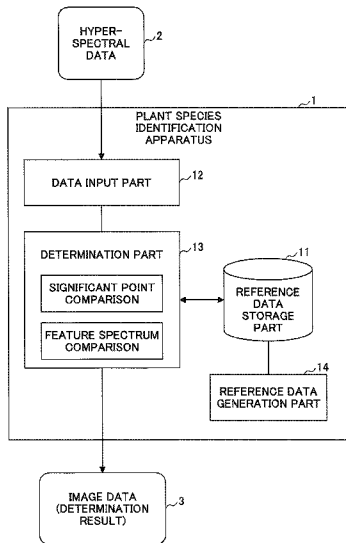 HYPER-
SPECTRAL
DATA
2
1
PLANT SPECIES
IDENTIFICATION
APPARATUS
DATA INPUT PART
12
DETERMINATION PART
13
SIGNIFICANT POINT
COMPARISON
FEATURE SPECTRUM
COMPARISON
11
REFERENCE
DATA
STORAGE
PART
14
REFERENCE DATA
GENERATION PART
IMAGE DATA
(DETERMINATION
RESULT)
3